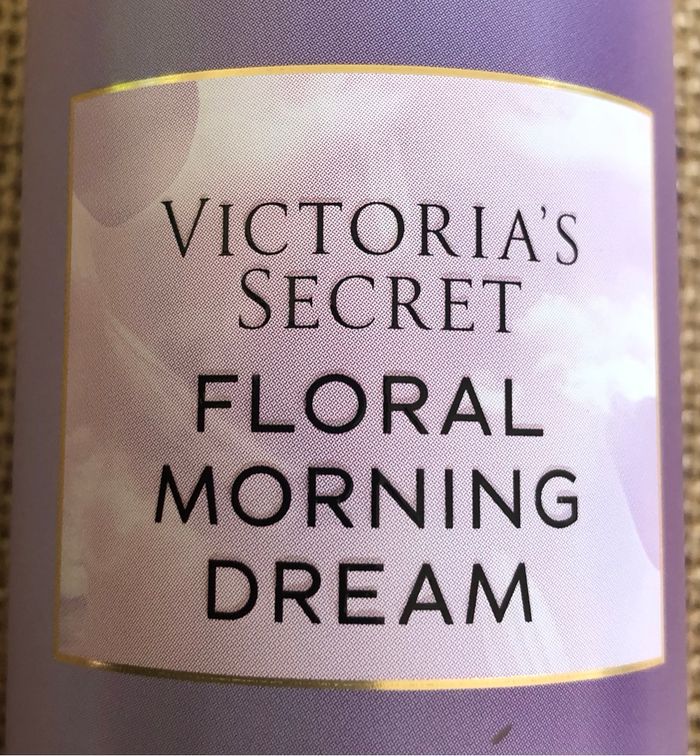 VICTORIA'S
SECRET
FLORAL
MORNING
DREAM